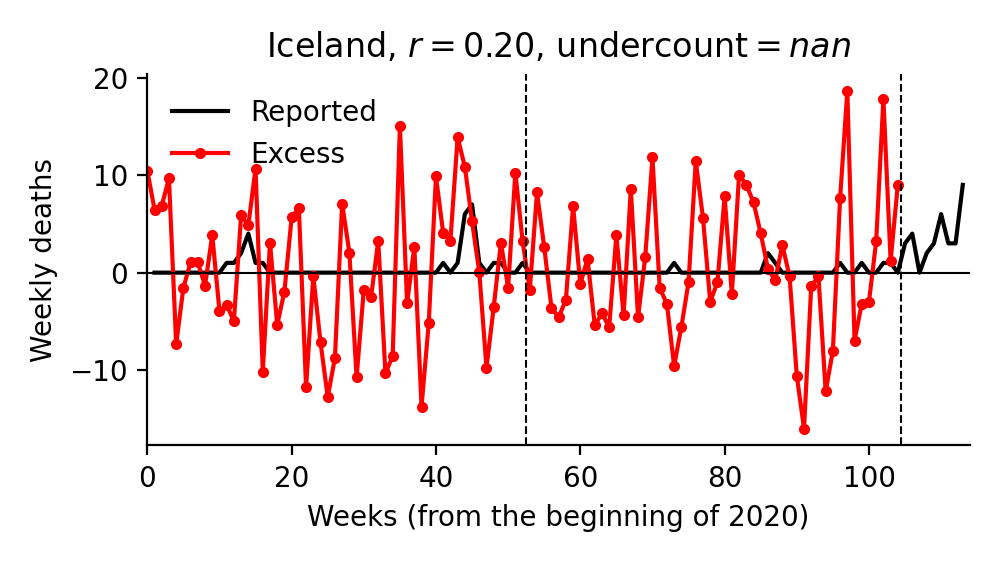 Iceland, r = 0.20, undercount = nan
20
10
0
−10
Weekly deaths
Reported
Excess
0 20 40 60 80 100
Weeks (from the beginning of 2020)